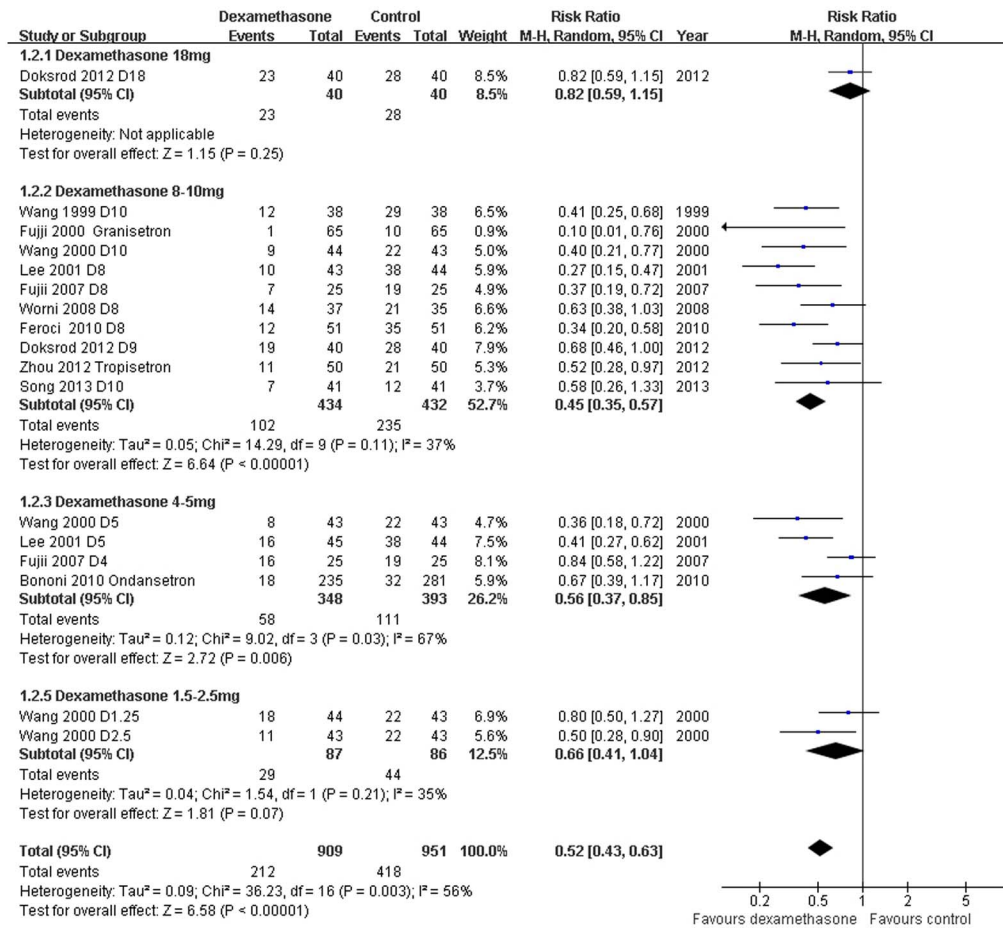 Dexamethasone Control Risk Ratio Risk Ratio
Study or Subgroup Events Total Events Total Weight M-H, Random, 95% CI Year M-H, Random, 95% CI
1.2.1 Dexamethasone 18mg
Doksrod 2012 D18 23 40 28 40 8.5% 0.82 [0.59, 1.15] 2012
Subtotal (95% CI) 40 40 8.5% 0.82 [0.59, 1.15]
Total events 23 28
Heterogeneity: Not applicable
Test for overall effect: Z = 1.15 (P = 0.25)
1.2.2 Dexamethasone 8-10mg
Wang 1999 D10 12 38 29 38 6.5% 0.41 [0.25, 0.68] 1999
Fujji 2000 Granisetron 1 65 10 65 0.9% 0.10 [0.01, 0.76] 2000
Wang 2000 D10 9 44 22 43 5.0% 0.40 [0.21, 0.77] 2000
Lee 2001 D8 10 43 38 44 5.9% 0.27 [0.15, 0.47] 2001
Fujii 2007 D8 7 25 19 25 4.9% 0.37 [0.19, 0.72] 2007
Worni 2008 D8 14 37 21 35 6.6% 0.63 [0.38, 1.03] 2008
Feroci 2010 D8 12 51 35 51 6.2% 0.34 [0.20, 0.58] 2010
Doksrod 2012 D9 19 40 28 40 7.9% 0.68 [0.46, 1.00] 2012
Zhou 2012 Tropisetron 11 50 21 50 5.3% 0.52 [0.28, 0.97] 2012
Song 2013 D10 7 41 12 41 3.7% 0.58 [0.26, 1.33] 2013
Subtotal (95% CI) 434 432 52.7% 0.45 [0.35, 0.57]
Total events 102 235
Heterogeneity: Tau² = 0.05; Chi² = 14.29, df = 9 (P = 0.11); I² = 37%
Test for overall effect: Z = 6.64 (P < 0.00001)
1.2.3 Dexamethasone 4-5mg
Wang 2000 D5 8 43 22 43 4.7% 0.36 [0.18, 0.72] 2000
Lee 2001 D5 16 45 38 44 7.5% 0.41 [0.27, 0.62] 2001
Fujii 2007 D4 16 25 19 25 8.1% 0.84 [0.58, 1.22] 2007
Bononi 2010 Ondansetron 18 235 32 281 5.9% 0.67 [0.39, 1.17] 2010
Subtotal (95% CI) 348 393 26.2% 0.56 [0.37, 0.85]
Total events 58 111
Heterogeneity: Tau² = 0.12; Chi² = 9.02, df = 3 (P = 0.03); I² = 67%
Test for overall effect: Z = 2.72 (P = 0.006)
1.2.5 Dexamethasone 1.5-2.5mg
Wang 2000 D1.25 18 44 22 43 6.9% 0.80 [0.50, 1.27] 2000
Wang 2000 D2.5 11 43 22 43 5.5% 0.50 [0.28, 0.90] 2000
Subtotal (95% CI) 87 86 12.5% 0.66 [0.41, 1.04]
Total events 29 44
Heterogeneity: Tau² = 0.04; Chi² = 1.54, df = 1 (P = 0.21); I² = 35%
Test for overall effect: Z = 1.81 (P = 0.07)
Total (95% CI) 909 951 100.0% 0.52 [0.43, 0.63]
Total events 212 418
Heterogeneity: Tau² = 0.09; Chi² = 36.23, df = 16 (P = 0.003); I² = 56%
Test for overall effect: Z = 6.58 (P < 0.00001)
0.2 0.5 1 2 5
Favours dexamethasone Favours control